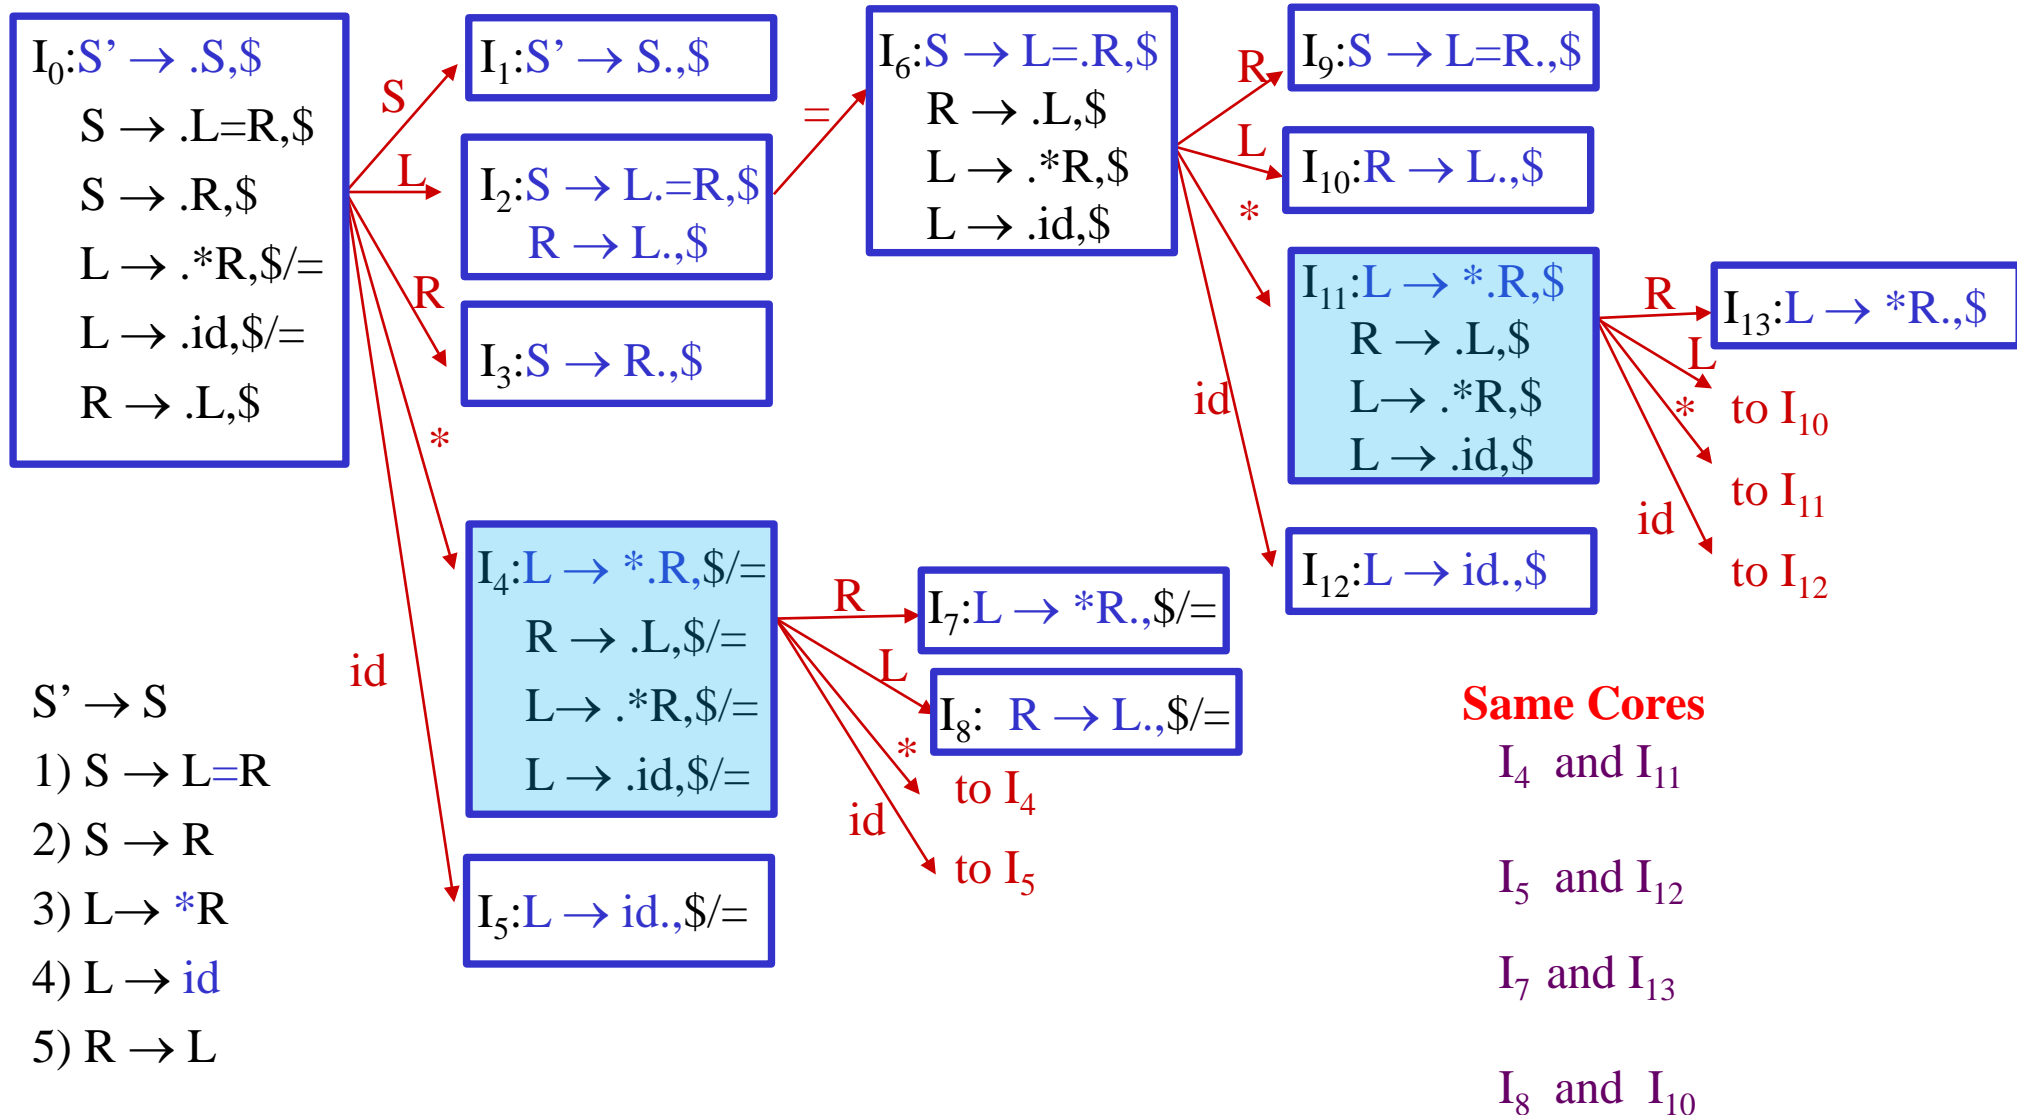 I₀:S’ → .S,$
S → .L=R,$
S → .R,$
L → .*R,$/=
L → .id,$/=
R → .L,$
S
L
R
*
id
I₁:S’ → S.,$
I₂:S → L.=R,$
R → L.,$
I₃:S → R.,$
=
I₄:L → *.R,$/=
R → .L,$/=
L→ .*R,$/=
L → .id,$/=
I₅:L → id.,$/=
R
L
*
id
I₇:L → *R.,$/=
I₈: R → L.,$/=
to I₄
to I₅
I₆:S → L=.R,$
R → .L,$
L → .*R,$
L → .id,$
R
L
*
id
I₉:S → L=R.,$
I₁₀:R → L.,$
I₁₁:L → *.R,$
R → .L,$
L→ .*R,$
L → .id,$
I₁₂:L → id.,$
R
L
*
id
I₁₃:L → *R.,$
to I₁₀
to I₁₁
to I₁₂
S’ → S
1) S → L=R
2) S → R
3) L→ *R
4) L → id
5) R → L
Same Cores
I₄ and I₁₁
I₅ and I₁₂
I₇ and I₁₃
I₈ and I₁₀